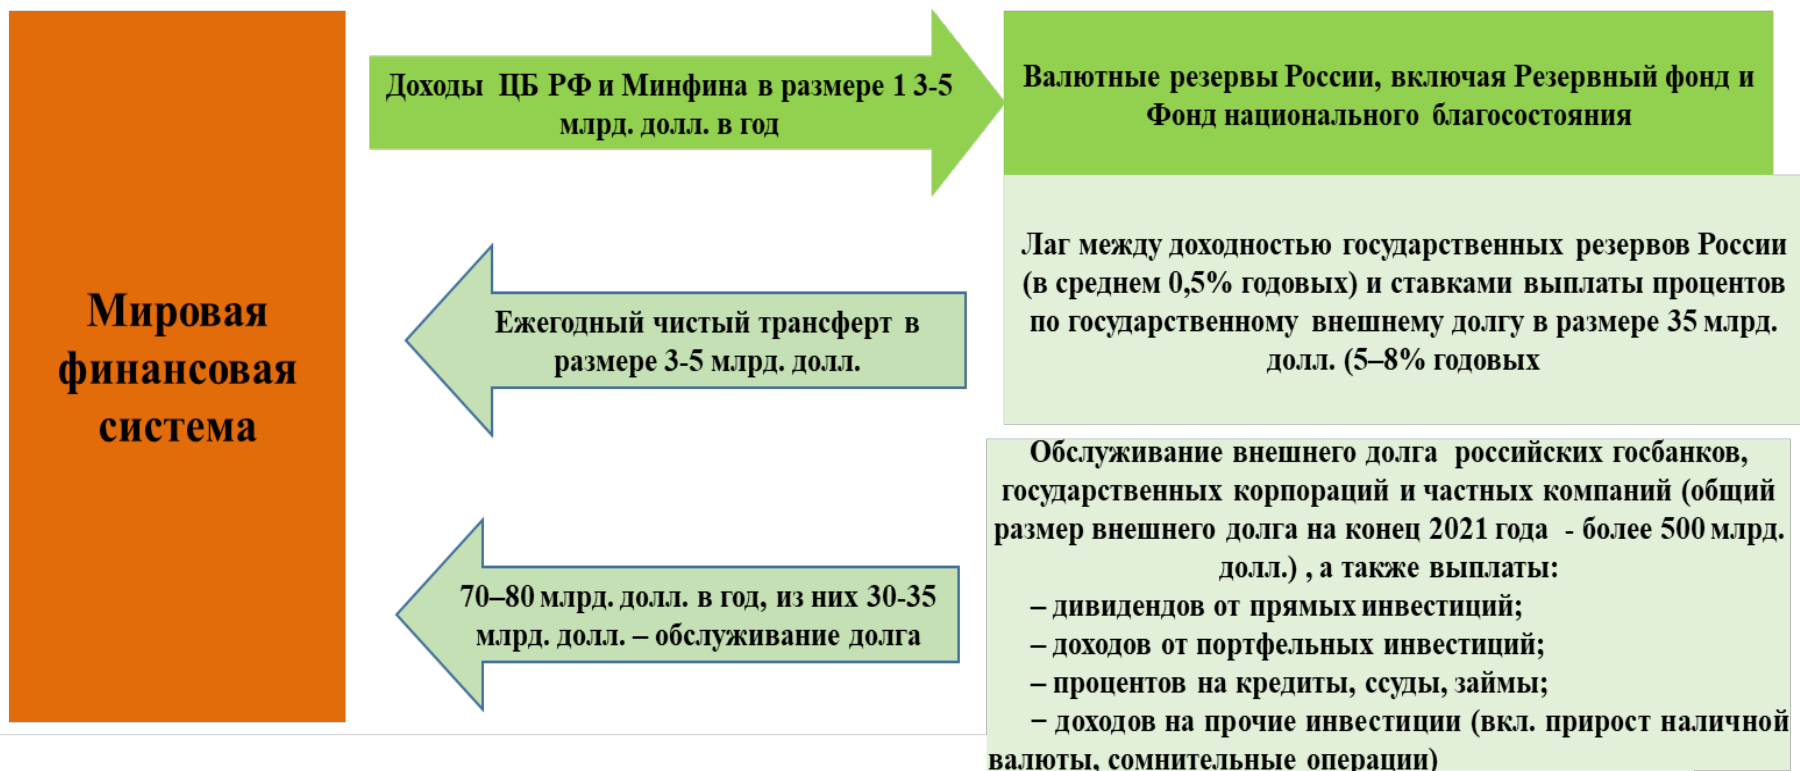 Доходы ЦБ РФ и Минфина в размере 1 3-5
млрд. долл. в год
Валютные резервы России, включая Резервный фонд и
Фонд национального благосостояния
Мировая
финансовая
система
Ежегодный чистый трансферт в
размере 3-5 млрд. долл.
Лаг между доходностью государственных резервов России
(в среднем 0,5% годовых) и ставками выплаты процентов
по государственному внешнему долгу в размере 35 млрд.
долл. (5–8% годовых
70–80 млрд. долл. в год, из них 30-35
млрд. долл. – обслуживание долга
Обслуживание внешнего долга российских госбанков,
государственных корпораций и частных компаний (общий
размер внешнего долга на конец 2021 года - более 500 млрд.
долл.) , а также выплаты:
– дивидендов от прямых инвестиций;
– доходов от портфельных инвестиций;
– процентов на кредиты, ссуды, займы;
– доходов на прочие инвестиции (вкл. прирост наличной
валюты, сомнительные операции)